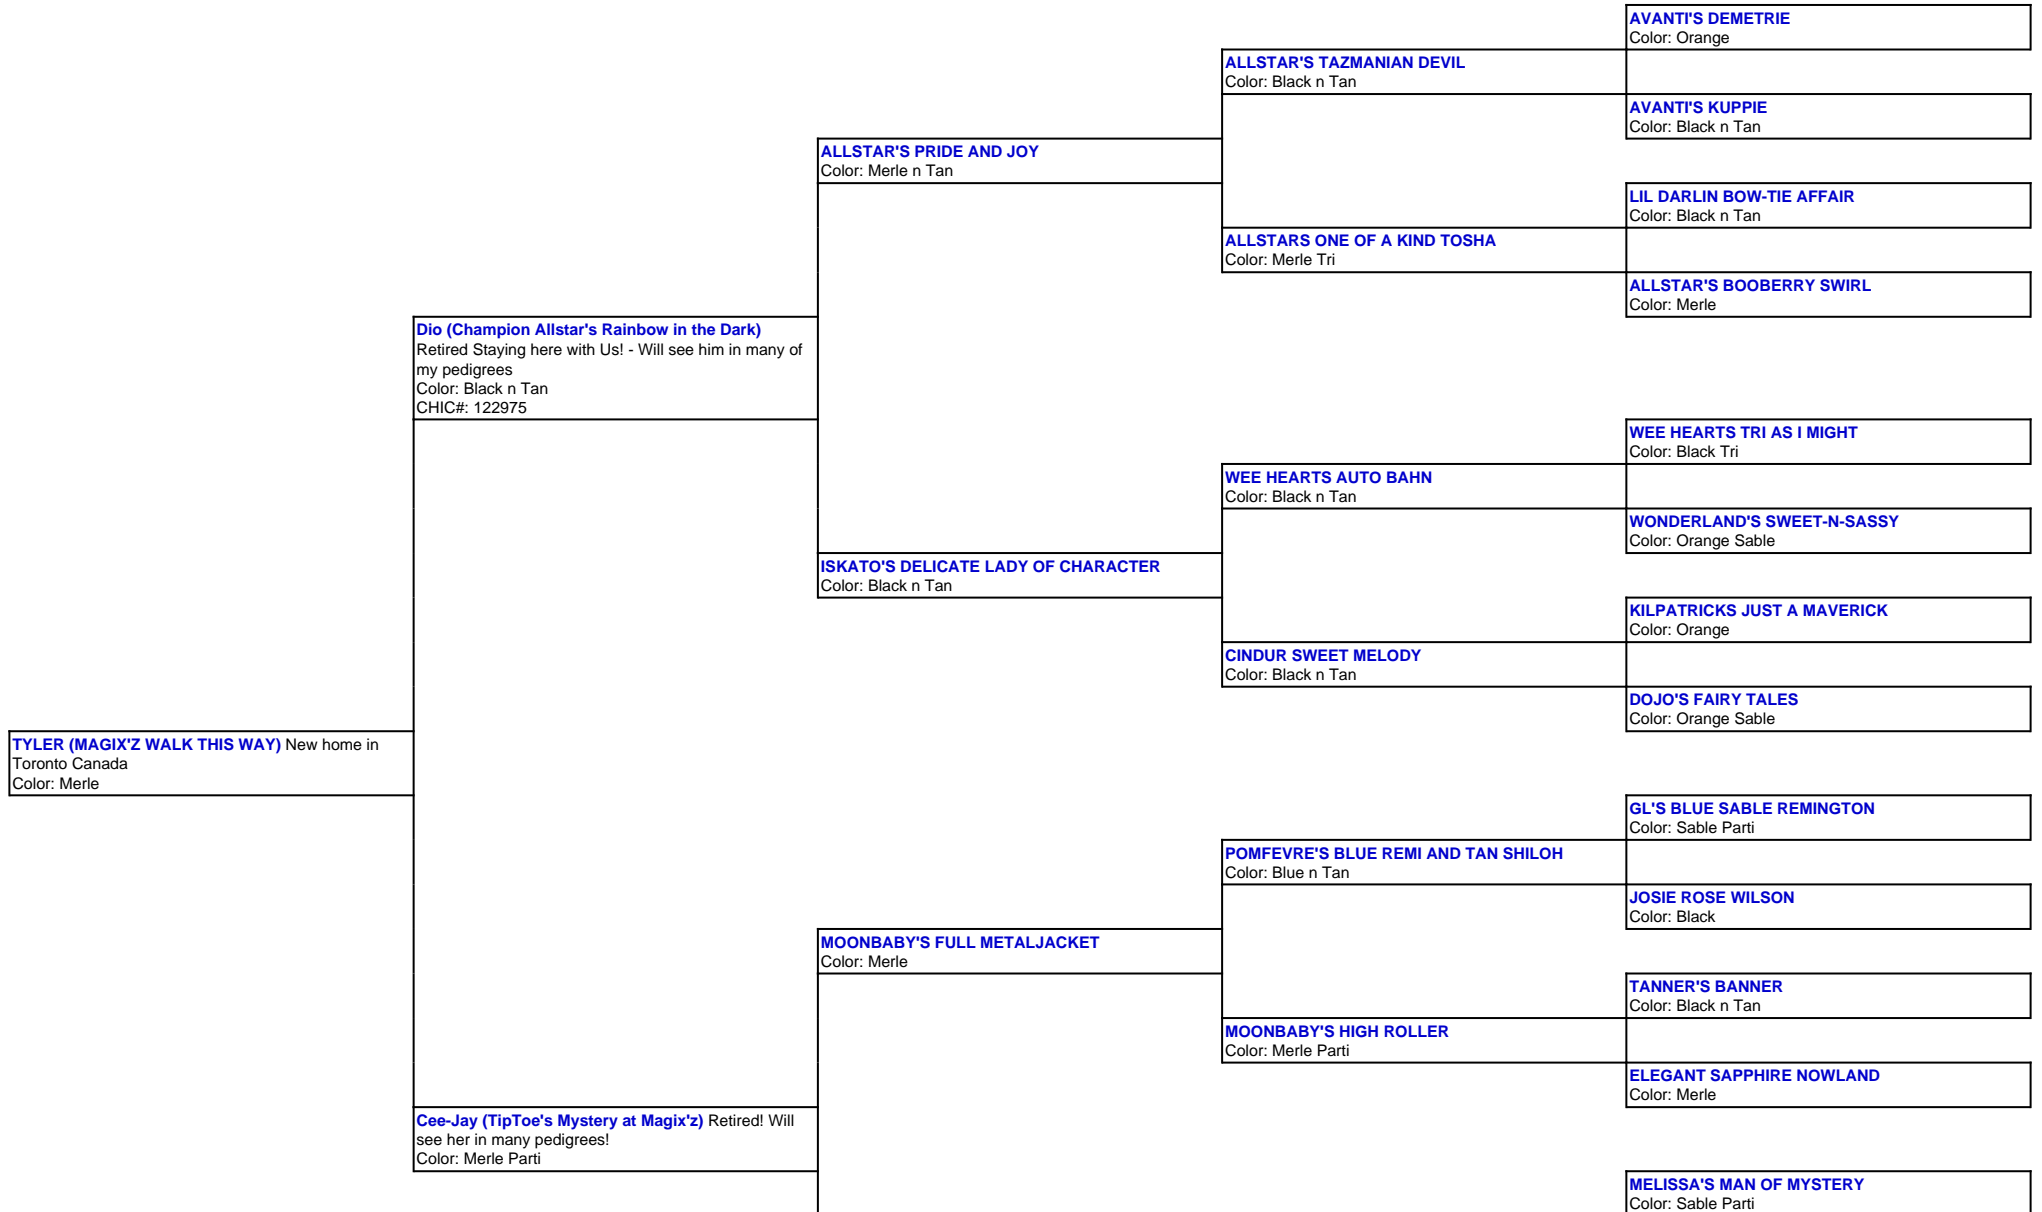 AVANTI'S DEMETRIE
Color: Orange
ALLSTAR'S TAZMANIAN DEVIL
Color: Black n Tan
AVANTI'S KUPPIE
Color: Black n Tan
ALLSTAR'S PRIDE AND JOY
Color: Merle n Tan
LIL DARLIN BOW-TIE AFFAIR
Color: Black n Tan
ALLSTARS ONE OF A KIND TOSHA
Color: Merle Tri
ALLSTAR'S BOOBERRY SWIRL
Color: Merle
Dio (Champion Allstar's Rainbow in the Dark)
Retired Staying here with Us! - Will see him in many of
my pedigrees
Color: Black n Tan
CHIC#: 122975
WEE HEARTS TRI AS I MIGHT
Color: Black Tri
WEE HEARTS AUTO BAHN
Color: Black n Tan
WONDERLAND'S SWEET-N-SASSY
Color: Orange Sable
ISKATO'S DELICATE LADY OF CHARACTER
Color: Black n Tan
KILPATRICKS JUST A MAVERICK
Color: Orange
CINDUR SWEET MELODY
Color: Black n Tan
DOJO'S FAIRY TALES
Color: Orange Sable
TYLER (MAGIX'Z WALK THIS WAY) New home in
Toronto Canada
Color: Merle
GL'S BLUE SABLE REMINGTON
Color: Sable Parti
POMFEVRE'S BLUE REMI AND TAN SHILOH
Color: Blue n Tan
JOSIE ROSE WILSON
Color: Black
MOONBABY'S FULL METALJACKET
Color: Merle
TANNER'S BANNER
Color: Black n Tan
MOONBABY'S HIGH ROLLER
Color: Merle Parti
ELEGANT SAPPHIRE NOWLAND
Color: Merle
Cee-Jay (TipToe's Mystery at Magix'z) Retired! Will
see her in many pedigrees!
Color: Merle Parti
MELISSA'S MAN OF MYSTERY
Color: Sable Parti